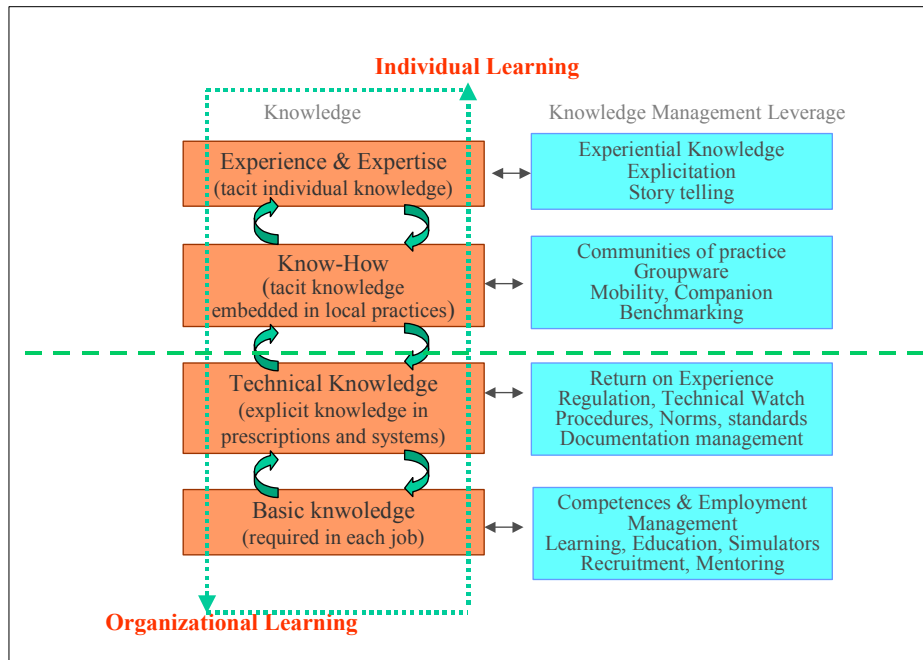 Individual Learning
Knowledge
Knowledge Management Leverage
Experience & Expertise
(tacit individual knowledge)
Experiential Knowledge
Explicitation
Story telling
Know-How
(tacit knowledge
embedded in local practices)
Communities of practice
Groupware
Mobility, Companion
Benchmarking
Technical Knowledge
(explicit knowledge in
prescriptions and systems)
Return on Experience
Regulation, Technical Watch
Procedures, Norms, standards
Documentation management
Basic knwoledge
(required in each job)
Competences & Employment
Management
Learning, Education, Simulators
Recruitment, Mentoring
Organizational Learning